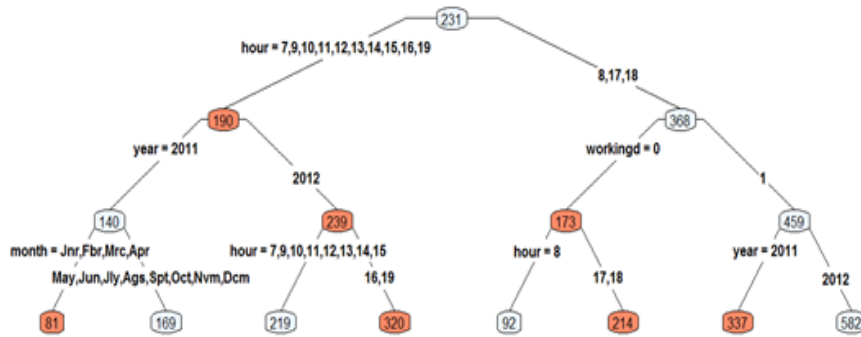 231
hour = 7,9,10,11,12,13,14,15,16,19
8,17,18
190
368
year = 2011
workingd = 0
2012
1
140
239
173
459
month = Jnr,Fbr,Mrc,Apr
hour = 7,9,10,11,12,13,14,15
hour = 8
year = 2011
May,Jun,Jly,Ags,Spt,Oct,Nvm,Dcm
16,19
17,18
2012
81
169
219
320
92
214
337
582